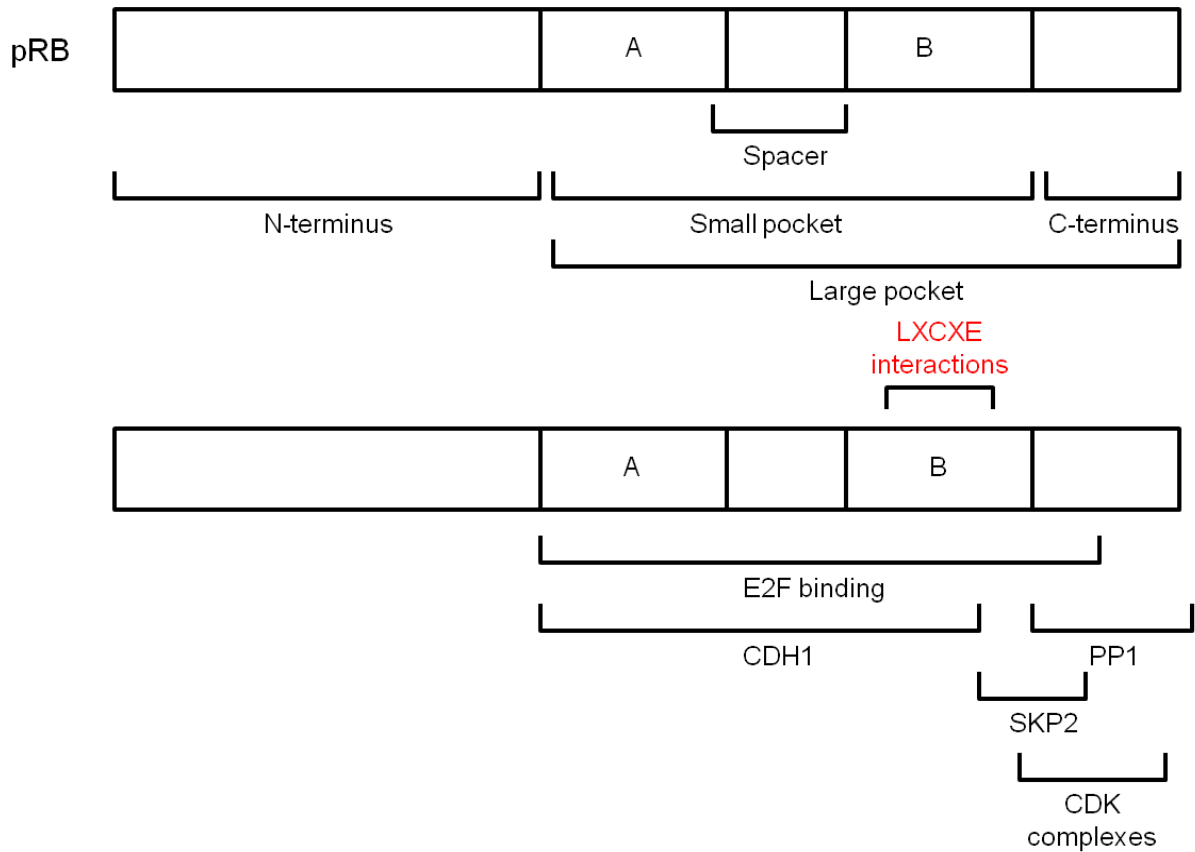 pRB
A
B
Spacer
N-terminus
Small pocket
C-terminus
Large pocket
LXCXE
interactions
A
B
E2F binding
CDH1
PP1
SKP2
CDK
complexes